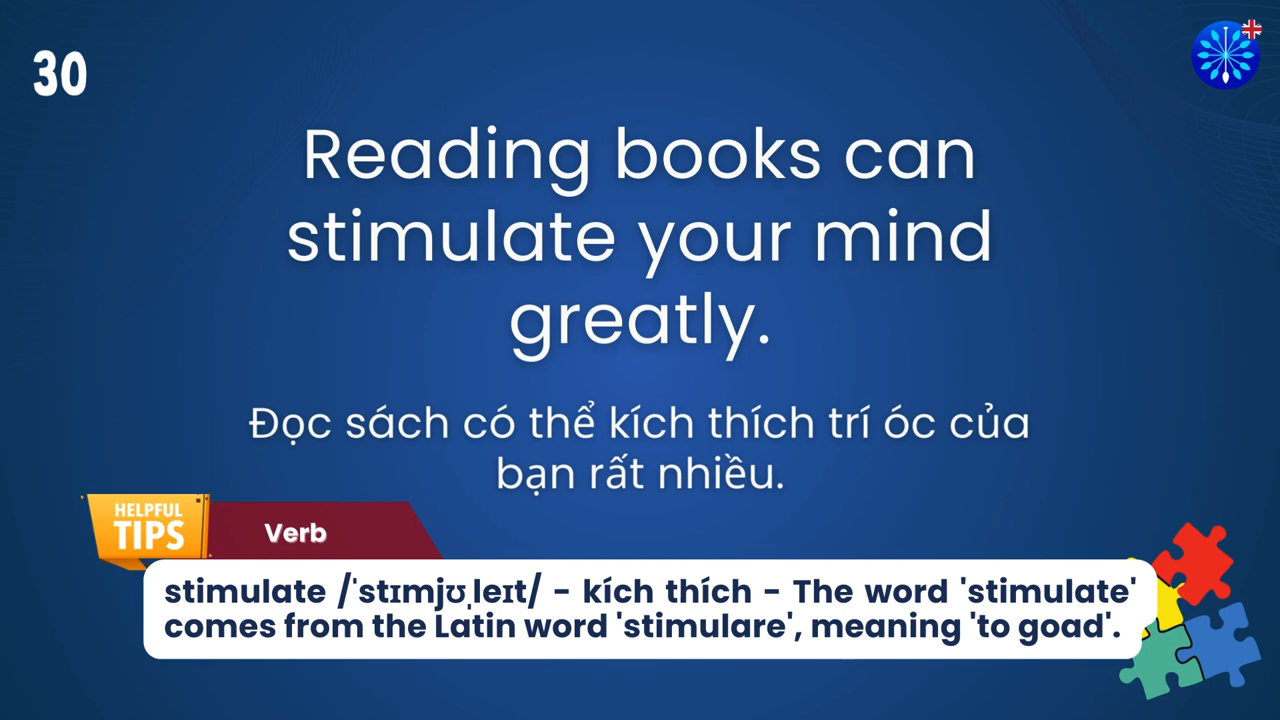 30
Reading books can
stimulate your mind
greatly.
Đọc sách có thể kích thích trí óc của
bạn rất nhiều.
HELPFUL
TIPS
Verb
stimulate /ˈstɪmjʊˌleɪt/ - kích thích - The word 'stimulate'
comes from the Latin word 'stimulare', meaning 'to goad'.